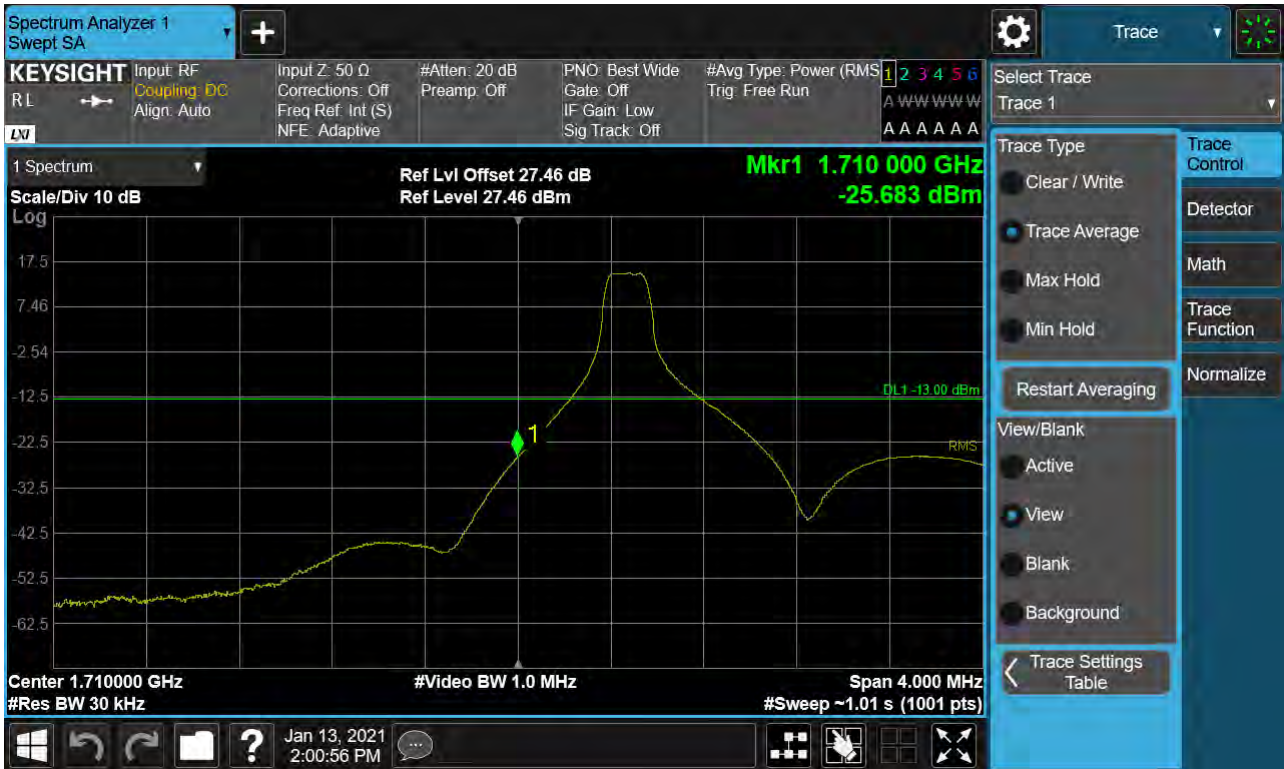 Spectrum Analyzer 1
Swept SA
+
Trace
KEYSIGHT
RL
LXI
Input: RF
Coupling: DC
Align: Auto
Input Z: 50 Ω
Corrections: Off
Freq Ref: Int (S)
NFE: Adaptive
#Atten: 20 dB
Preamp: Off
PNO: Best Wide
Gate: Off
IF Gain: Low
Sig Track: Off
#Avg Type: Power (RMS
Trig: Free Run
1 2 3 4 5 6
A W W W W W
A A A A A A
Select Trace
Trace 1
1 Spectrum
Scale/Div 10 dB
Log
Ref Lvl Offset 27.46 dB
Ref Level 27.46 dBm
Mkr1 1.710 000 GHz
-25.683 dBm
17.5
7.46
-2.54
-12.5
-22.5
-32.5
-42.5
-52.5
-62.5
DL1 -13.00 dBm
1
RMS
Center 1.710000 GHz
#Res BW 30 kHz
#Video BW 1.0 MHz
Span 4.000 MHz
#Sweep ~1.01 s (1001 pts)
Trace Type
Clear / Write
Trace Average
Max Hold
Min Hold
Restart Averaging
View/Blank
Active
View
Blank
Background
Trace Settings
Table
Trace
Control
Detector
Math
Trace
Function
Normalize
?
Jan 13, 2021
2:00:56 PM